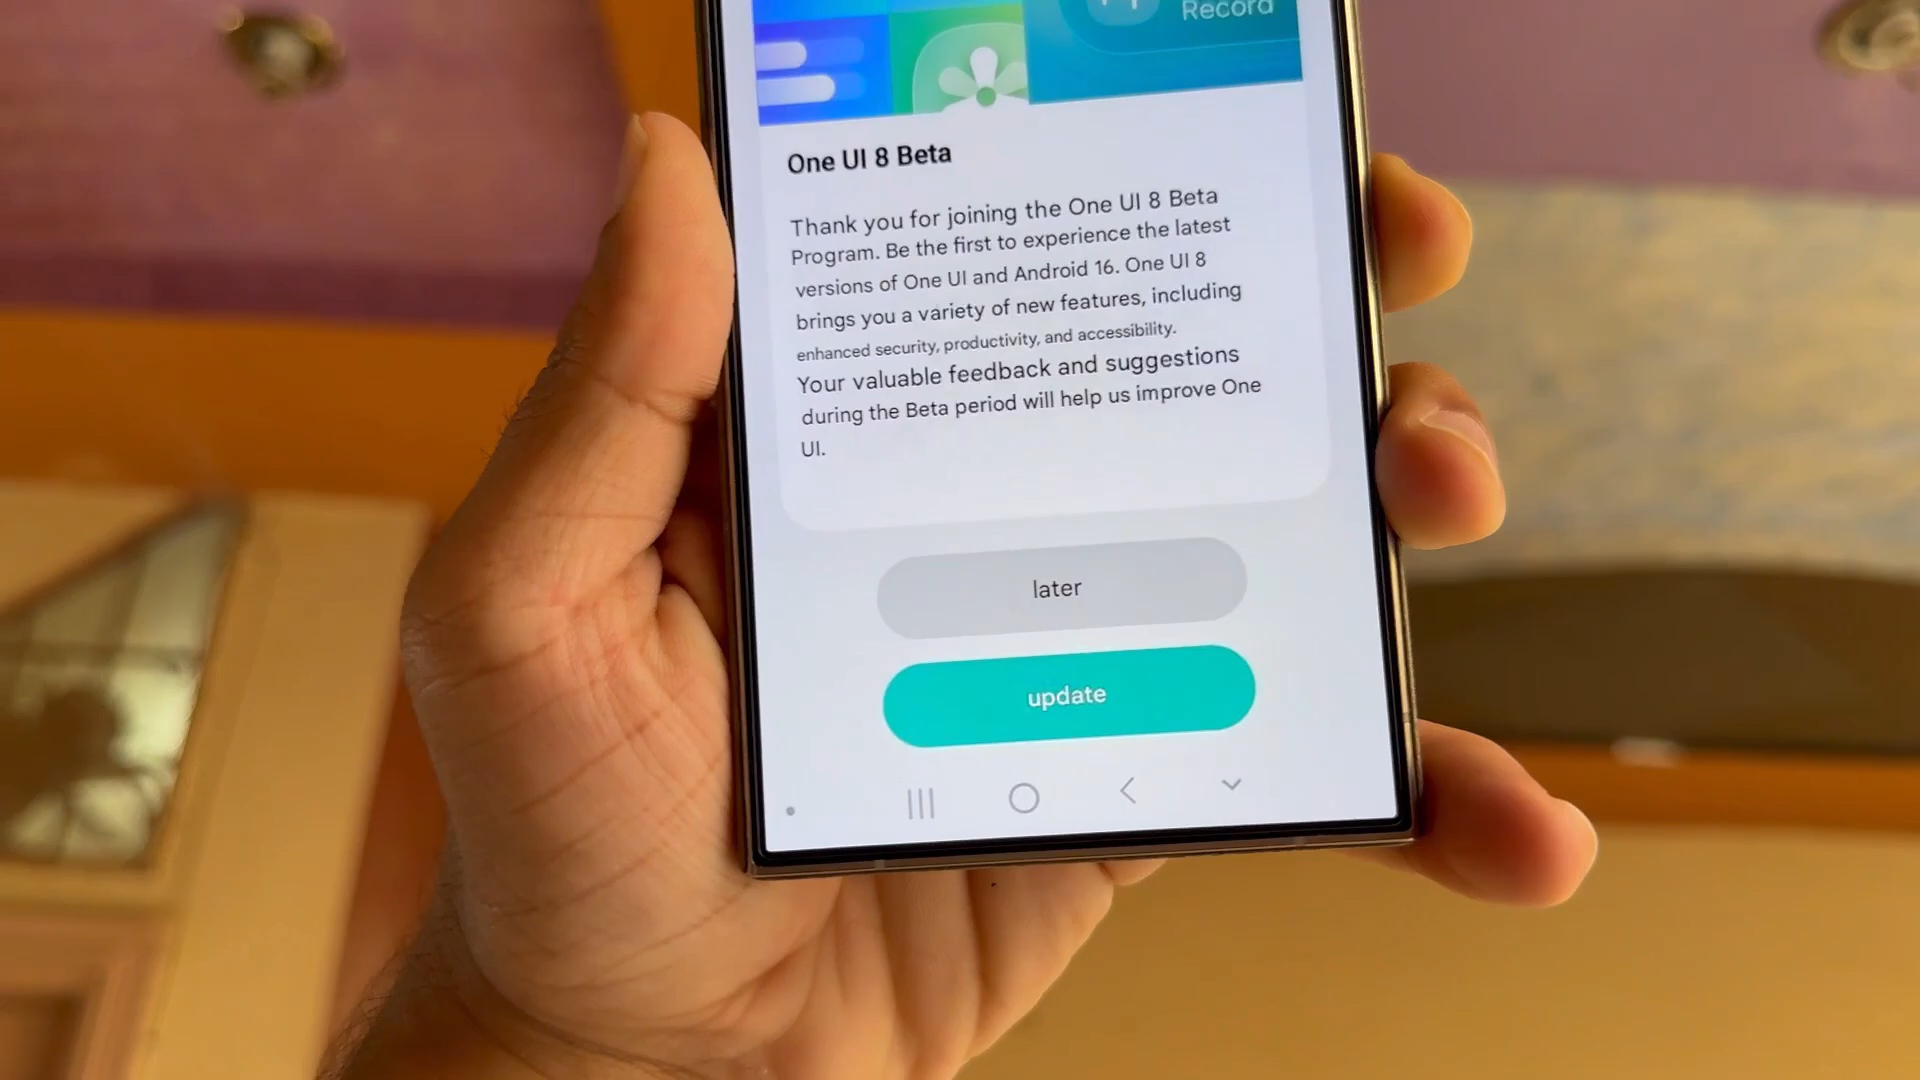 Record
One UI 8 Beta
Thank you for joining the One UI 8 Beta
Program. Be the first to experience the latest
versions of One UI and Android 16. One UI 8
brings you a variety of new features, including
enhanced security, productivity, and accessibility.
Your valuable feedback and suggestions
during the Beta period will help us improve One
UI.
later
update